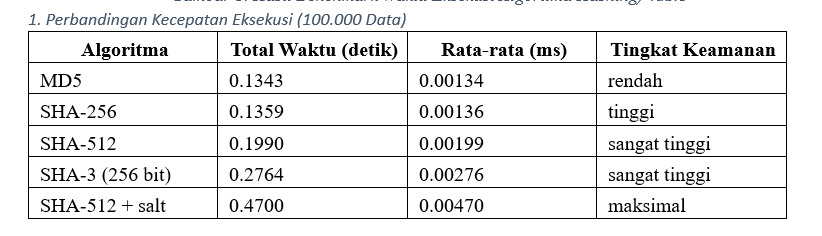 1. Perbandingan Kecepatan Eksekusi (100.000 Data)
Algoritma Total Waktu (detik) Rata-rata (ms) Tingkat Keamanan
MD5 0.1343 0.00134 rendah
SHA-256 0.1359 0.00136 tinggi
SHA-512 0.1990 0.00199 sangat tinggi
SHA-3 (256 bit) 0.2764 0.00276 sangat tinggi
SHA-512 + salt 0.4700 0.00470 maksimal